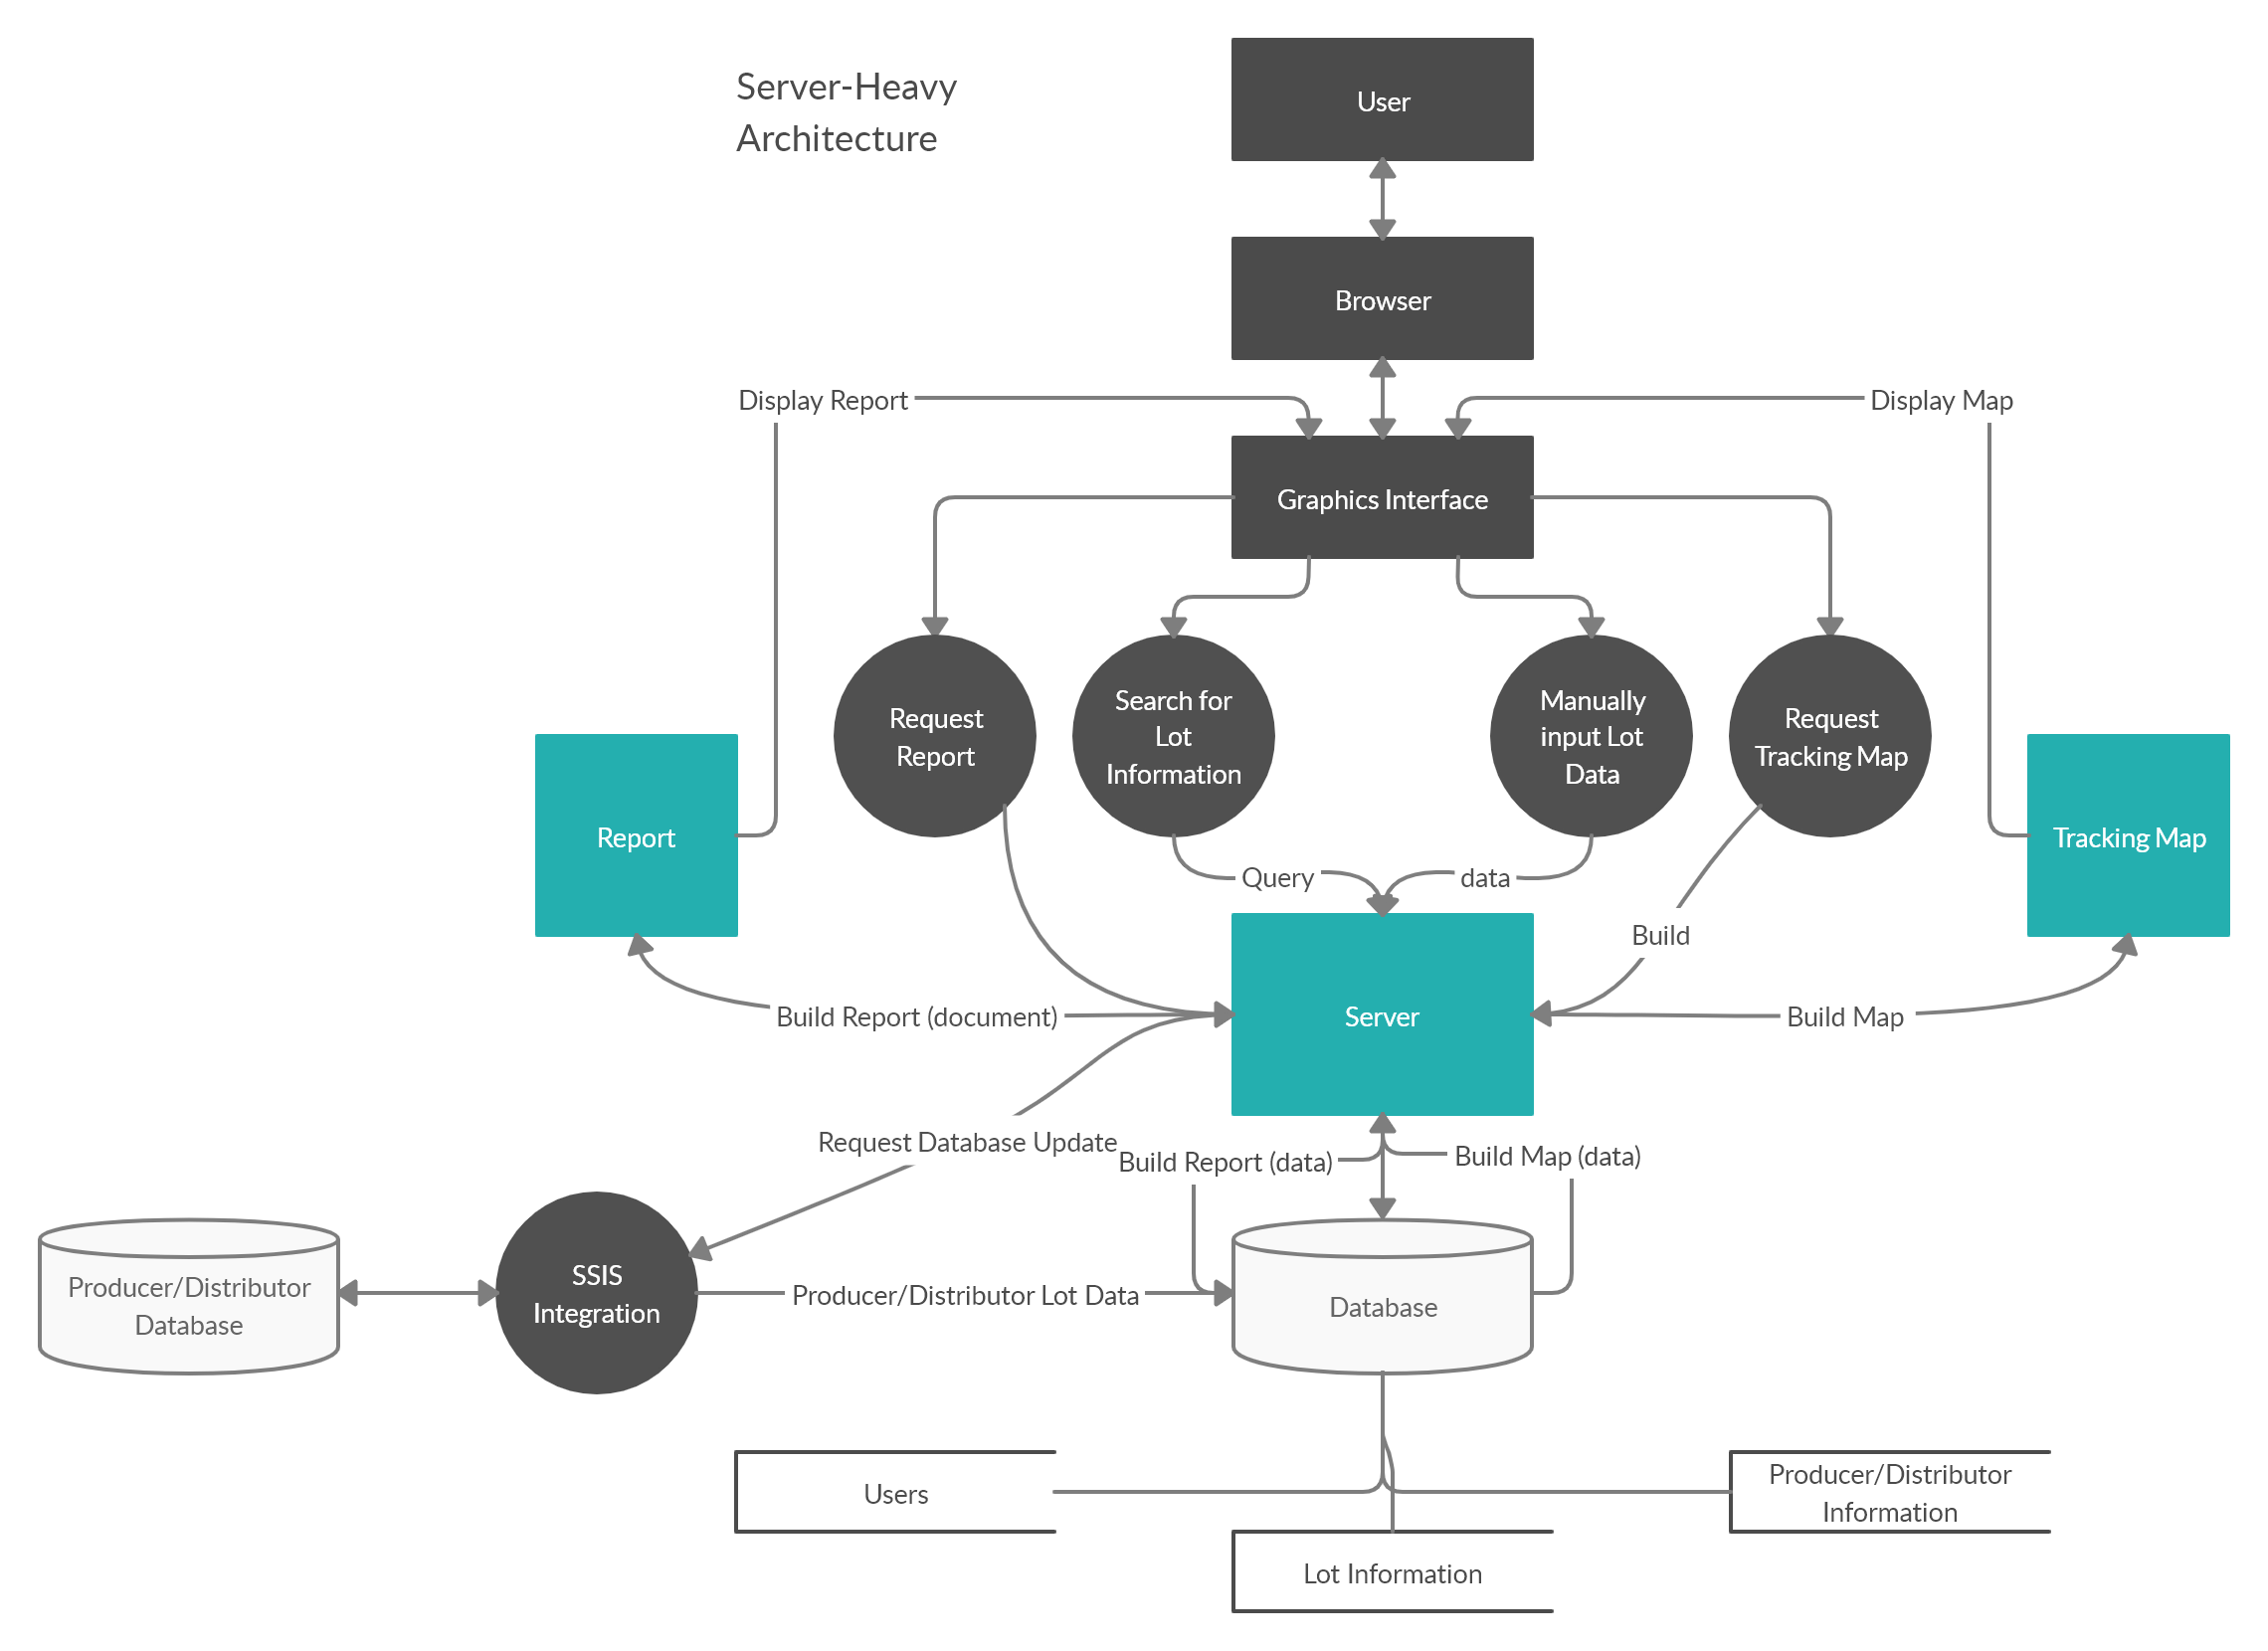 Server-Heavy
Architecture
User
Browser
Display Report
Display Map
Graphics Interface
Request
Report
Search for
Lot
Information
Manually
input Lot
Data
Request
Tracking Map
Report
Tracking Map
Query
data
Build
Build Report (document)
Server
Build Map
Request Database Update
Build Report (data)
Build Map (data)
Producer/Distributor
Database
SSIS
Integration
Producer/Distributor Lot Data
Database
Users
Producer/Distributor
Information
Lot Information